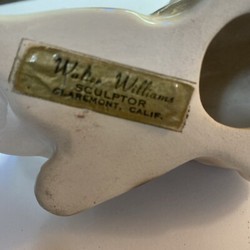 Walter Williams
SCULPTOR
CLAREMONT, CALIF.